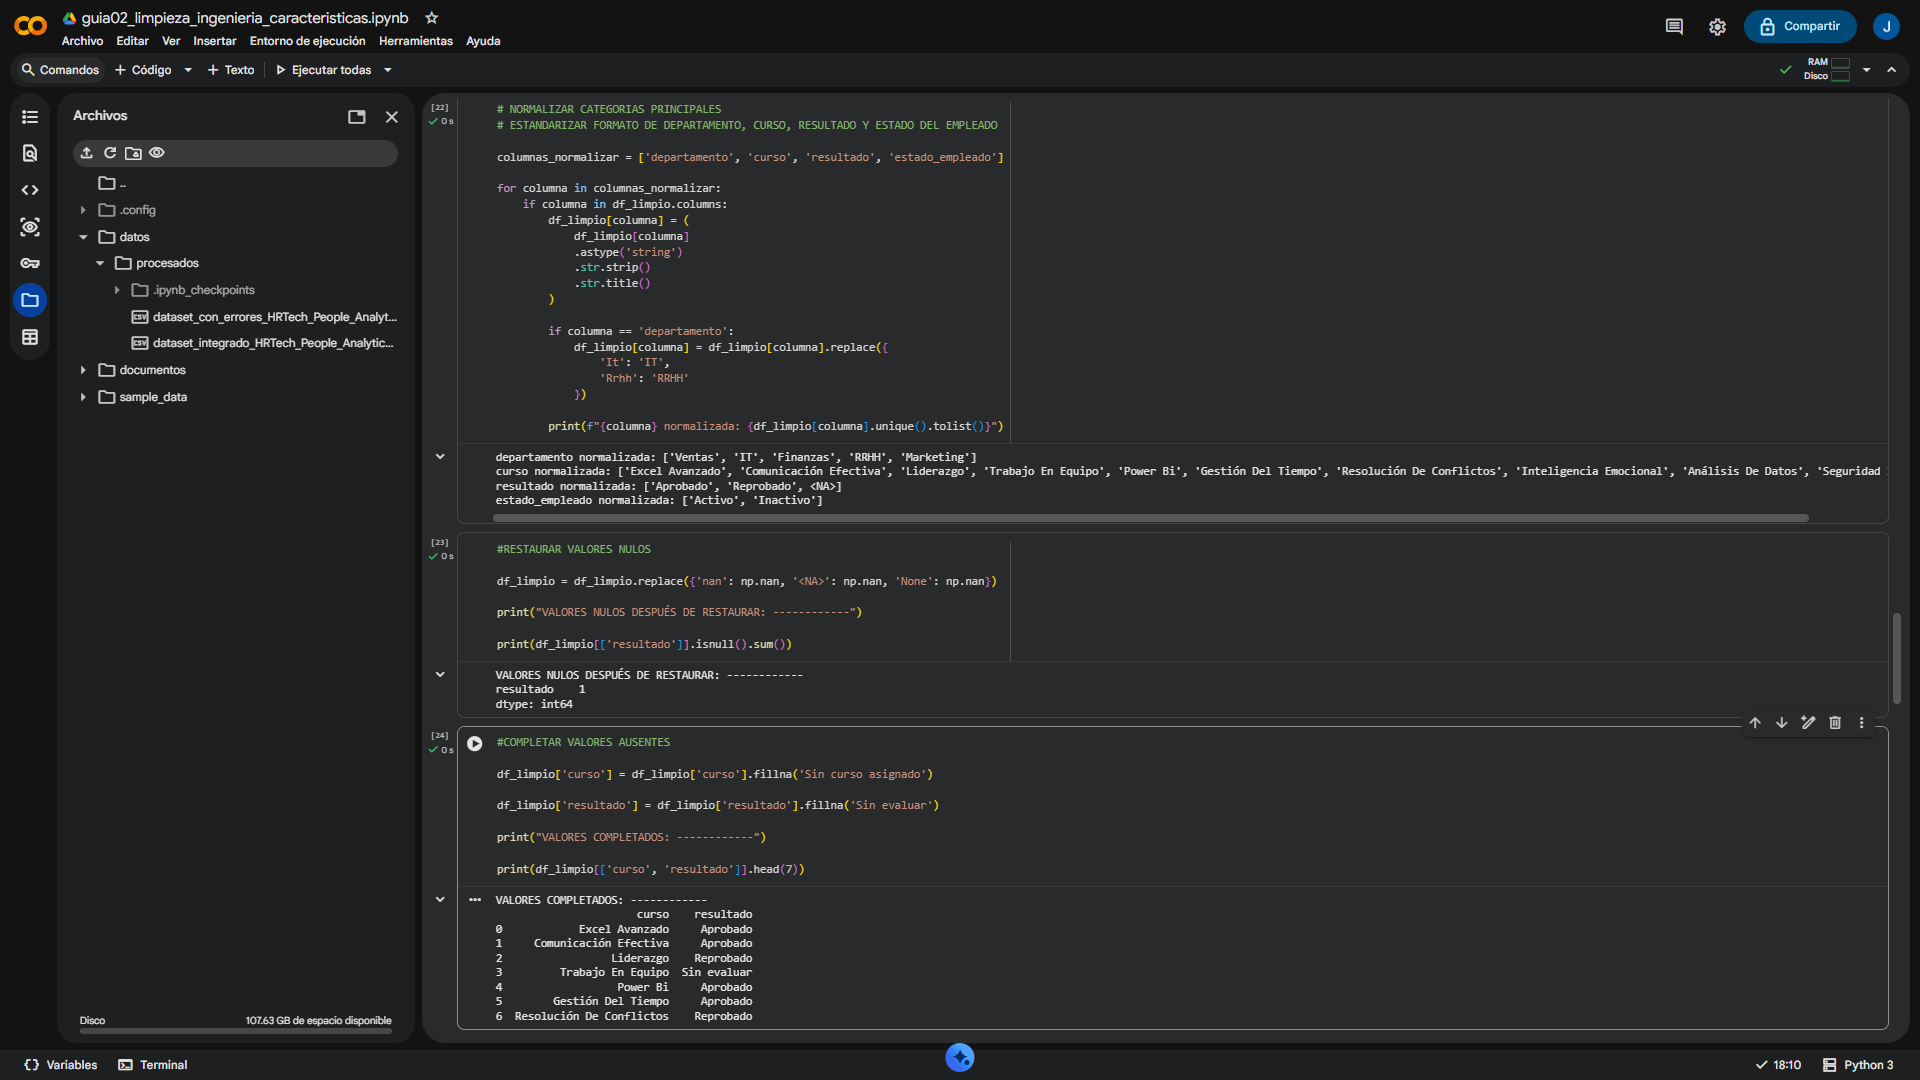 guia02_limpieza_ingenieria_caracteristicas.ipynb
Archivo Editar Ver Insertar Entorno de ejecución Herramientas Ayuda
Compartir
J
Comandos + Código + Texto Ejecutar todas
RAM
Disco
Archivos
..
.config
datos
procesados
.ipynb_checkpoints
CSV dataset_con_errores_HRTech_People_Analyt...
CSV dataset_integrado_HRTech_People_Analytic...
documentos
sample_data
Disco 107.63 GB de espacio disponible
[22]
0 s
# NORMALIZAR CATEGORIAS PRINCIPALES
# ESTANDARIZAR FORMATO DE DEPARTAMENTO, CURSO, RESULTADO Y ESTADO DEL EMPLEADO
columnas_normalizar = ['departamento', 'curso', 'resultado', 'estado_empleado']
for columna in columnas_normalizar:
if columna in df_limpio.columns:
df_limpio[columna] = (
df_limpio[columna]
.astype('string')
.str.strip()
.str.title()
)
if columna == 'departamento':
df_limpio[columna] = df_limpio[columna].replace({
'It': 'IT',
'Rrhh': 'RRHH'
})
print(f"{columna} normalizada: {df_limpio[columna].unique().tolist()}")
departamento normalizada: ['Ventas', 'IT', 'Finanzas', 'RRHH', 'Marketing']
curso normalizada: ['Excel Avanzado', 'Comunicación Efectiva', 'Liderazgo', 'Trabajo En Equipo', 'Power Bi', 'Gestión Del Tiempo', 'Resolución De Conflictos', 'Inteligencia Emocional', 'Análisis De Datos', 'Seguridad
resultado normalizada: ['Aprobado', 'Reprobado', <NA>]
estado_empleado normalizada: ['Activo', 'Inactivo']
[23]
0 s
#RESTAURAR VALORES NULOS
df_limpio = df_limpio.replace({'nan': np.nan, '<NA>': np.nan, 'None': np.nan})
print("VALORES NULOS DESPUÉS DE RESTAURAR: ------------")
print(df_limpio[['resultado']].isnull().sum())
VALORES NULOS DESPUÉS DE RESTAURAR: ------------
resultado    1
dtype: int64
[24]
0 s
#COMPLETAR VALORES AUSENTES
df_limpio['curso'] = df_limpio['curso'].fillna('Sin curso asignado')
df_limpio['resultado'] = df_limpio['resultado'].fillna('Sin evaluar')
print("VALORES COMPLETADOS: ------------")
print(df_limpio[['curso', 'resultado']].head(7))
VALORES COMPLETADOS: ------------
curso resultado
0 Excel Avanzado Aprobado
1 Comunicación Efectiva Aprobado
2 Liderazgo Reprobado
3 Trabajo En Equipo Sin evaluar
4 Power Bi Aprobado
5 Gestión Del Tiempo Aprobado
6 Resolución De Conflictos Reprobado
Variables Terminal
18:10 Python 3